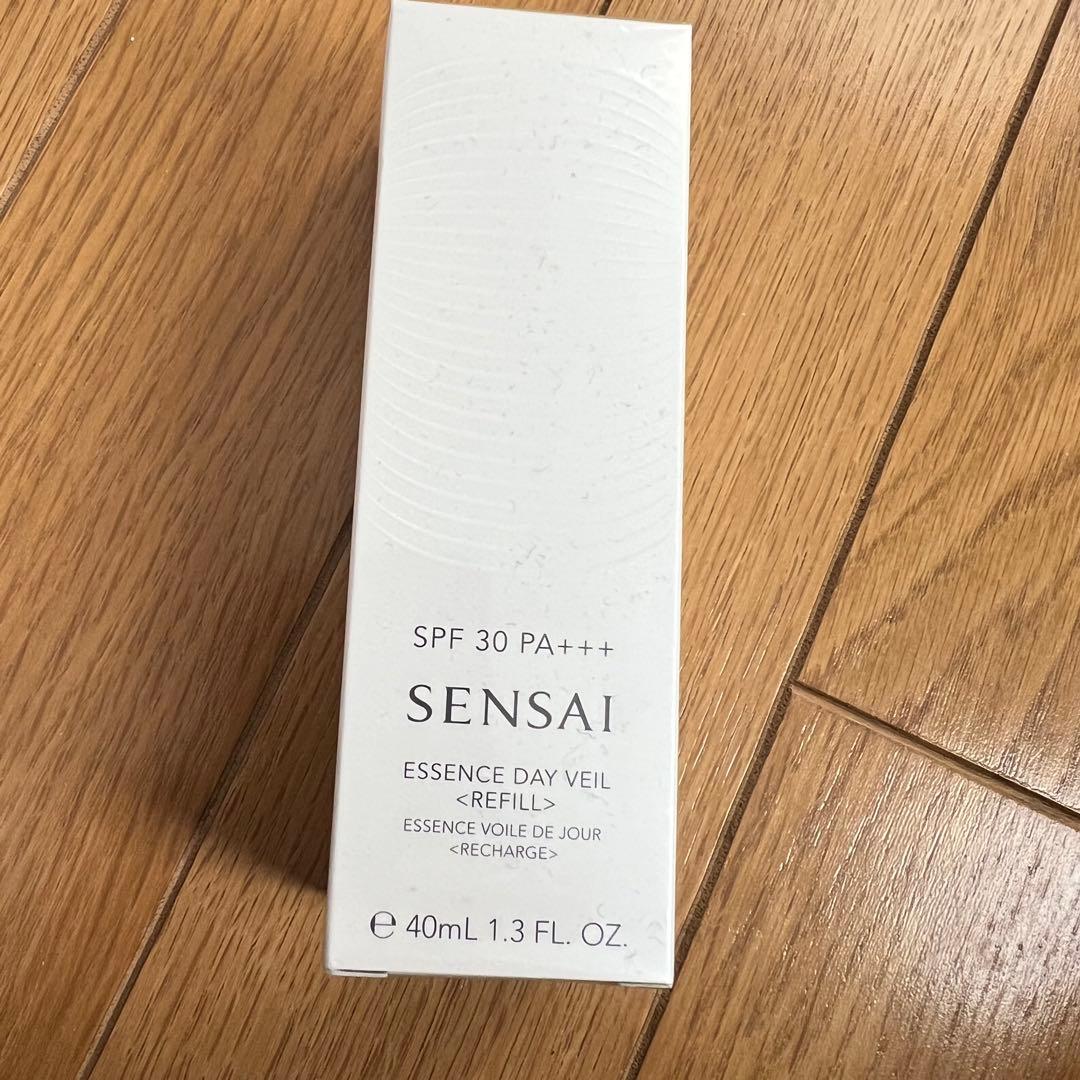 SPF 30 PA+++
SENSAI
ESSENCE DAY VEIL
<REFILL>
ESSENCE VOILE DE JOUR
<RECHARGE>
℮ 40mL 1.3 FL. OZ.